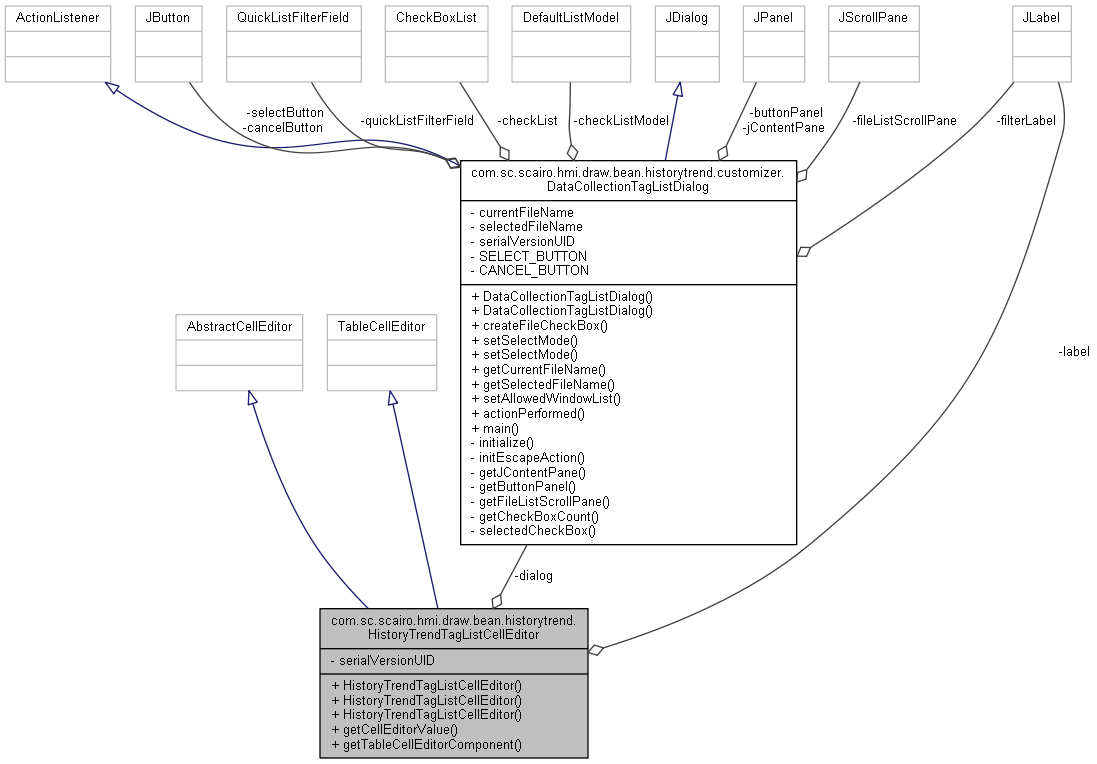 ActionListener
JButton
QuickListFilterField
CheckBoxList
DefaultListModel
JDialog
JPanel
JScrollPane
JLabel
-selectButton
-cancelButton
-quickListFilterField
-checkList
-checkListModel
-buttonPanel
-jContentPane
-fileListScrollPane
-filterLabel
com.sc.scairo.hmi.draw.bean.historytrend.customizer.
DataCollectionTagListDialog
- currentFileName
- selectedFileName
- serialVersionUID
- SELECT_BUTTON
- CANCEL_BUTTON
+ DataCollectionTagListDialog()
+ DataCollectionTagListDialog()
+ createFileCheckBox()
+ setSelectMode()
+ setSelectMode()
+ getCurrentFileName()
+ getSelectedFileName()
+ setAllowedWindowList()
+ actionPerformed()
+ main()
- initialize()
- initEscapeAction()
- getJContentPane()
- getButtonPanel()
- getFileListScrollPane()
- getCheckBoxCount()
- selectedCheckBox()
AbstractCellEditor
TableCellEditor
-label
-dialog
com.sc.scairo.hmi.draw.bean.historytrend.
HistoryTrendTagListCellEditor
- serialVersionUID
+ HistoryTrendTagListCellEditor()
+ HistoryTrendTagListCellEditor()
+ HistoryTrendTagListCellEditor()
+ getCellEditorValue()
+ getTableCellEditorComponent()